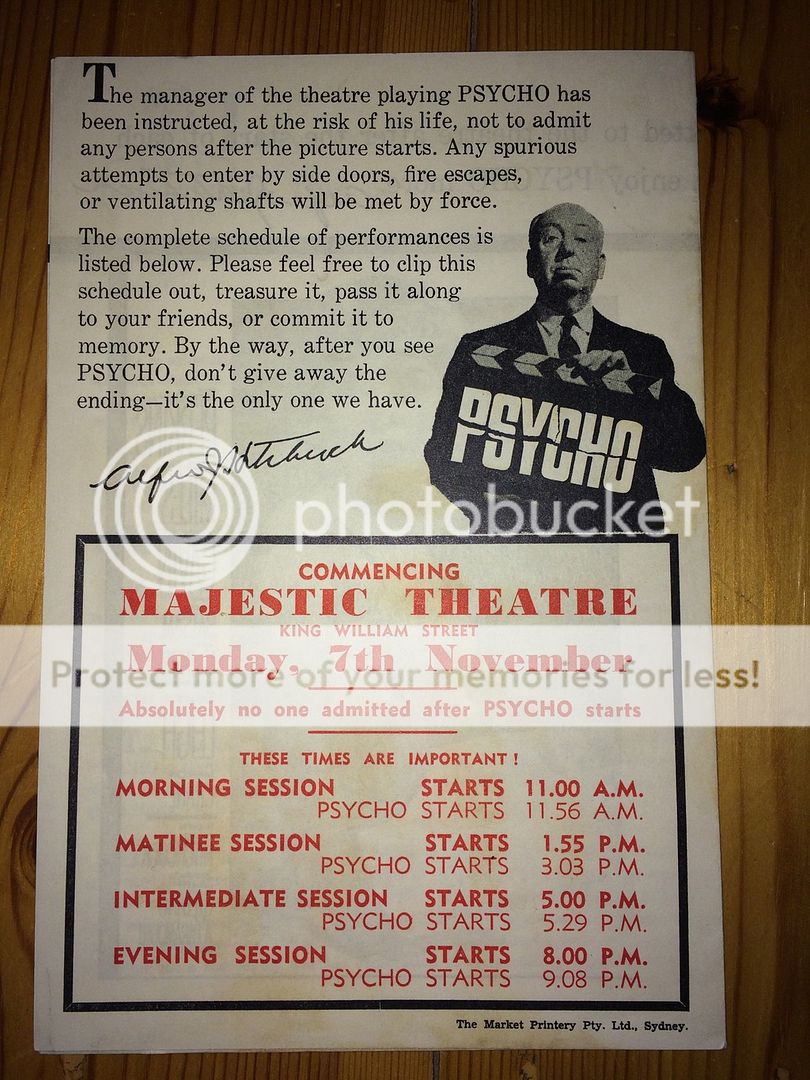 The manager of the theatre playing PSYCHO has
been instructed, at the risk of his life, not to admit
any persons after the picture starts. Any spurious
attempts to enter by side doors, fire escapes,
or ventilating shafts will be met by force.
The complete schedule of performances is
listed below. Please feel free to clip this
schedule out, treasure it, pass it along
to your friends, or commit it to
memory. By the way, after you see
PSYCHO, don't give away the
ending—it's the only one we have.
PSYCHO
Alfred Hitchcock
photobucket
COMMENCING
MAJESTIC THEATRE
KING WILLIAM STREET
Monday, 7th November
Protect more of your memories for less!
Absolutely no one admitted after PSYCHO starts
THESE TIMES ARE IMPORTANT!
MORNING SESSION STARTS 11.00 A.M.
PSYCHO STARTS 11.56 A.M.
MATINEE SESSION STARTS 1.55 P.M.
PSYCHO STARTS 3.03 P.M.
INTERMEDIATE SESSION STARTS 5.00 P.M.
PSYCHO STARTS 5.29 P.M.
EVENING SESSION STARTS 8.00 P.M.
PSYCHO STARTS 9.08 P.M.
The Market Printery Pty. Ltd., Sydney.